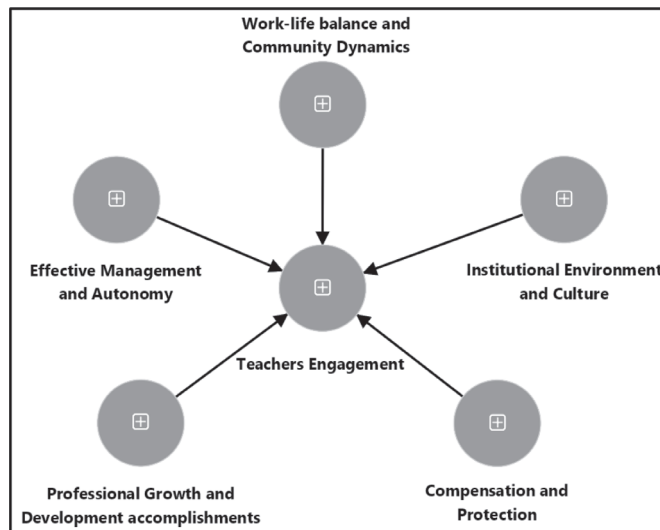 Work-life balance and
Community Dynamics
Effective Management
and Autonomy
Institutional Environment
and Culture
Teachers Engagement
Professional Growth and
Development accomplishments
Compensation and
Protection